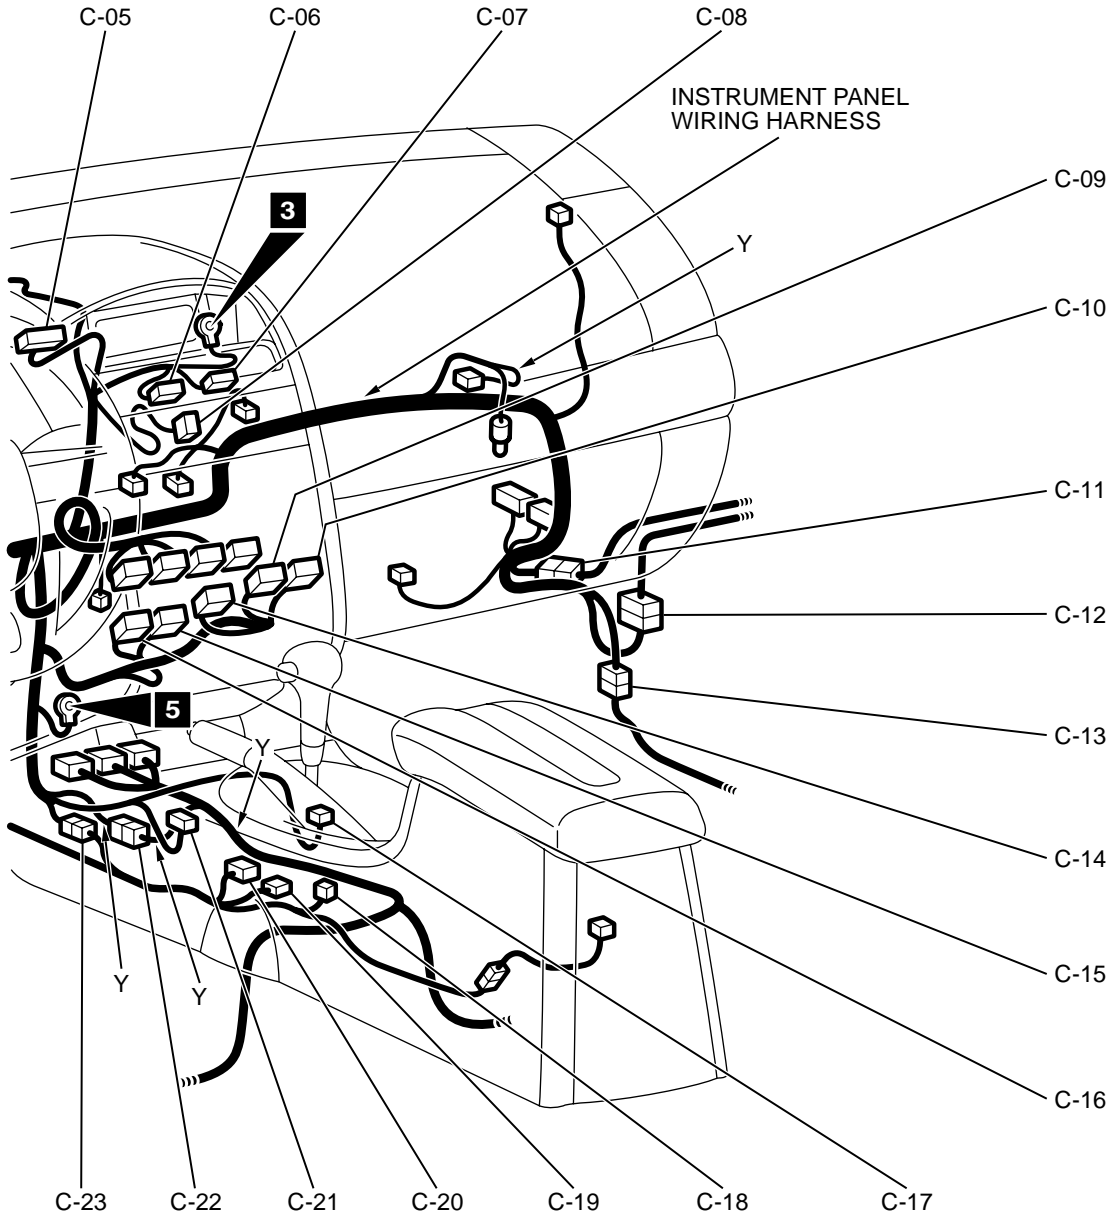 C-05 C-06 C-07 C-08
INSTRUMENT PANEL
WIRING HARNESS
C-09
3
Y
C-10
C-11
C-12
5
C-13
Y
C-14
C-15
Y
Y
C-16
C-23 C-22 C-21 C-20 C-19 C-18 C-17